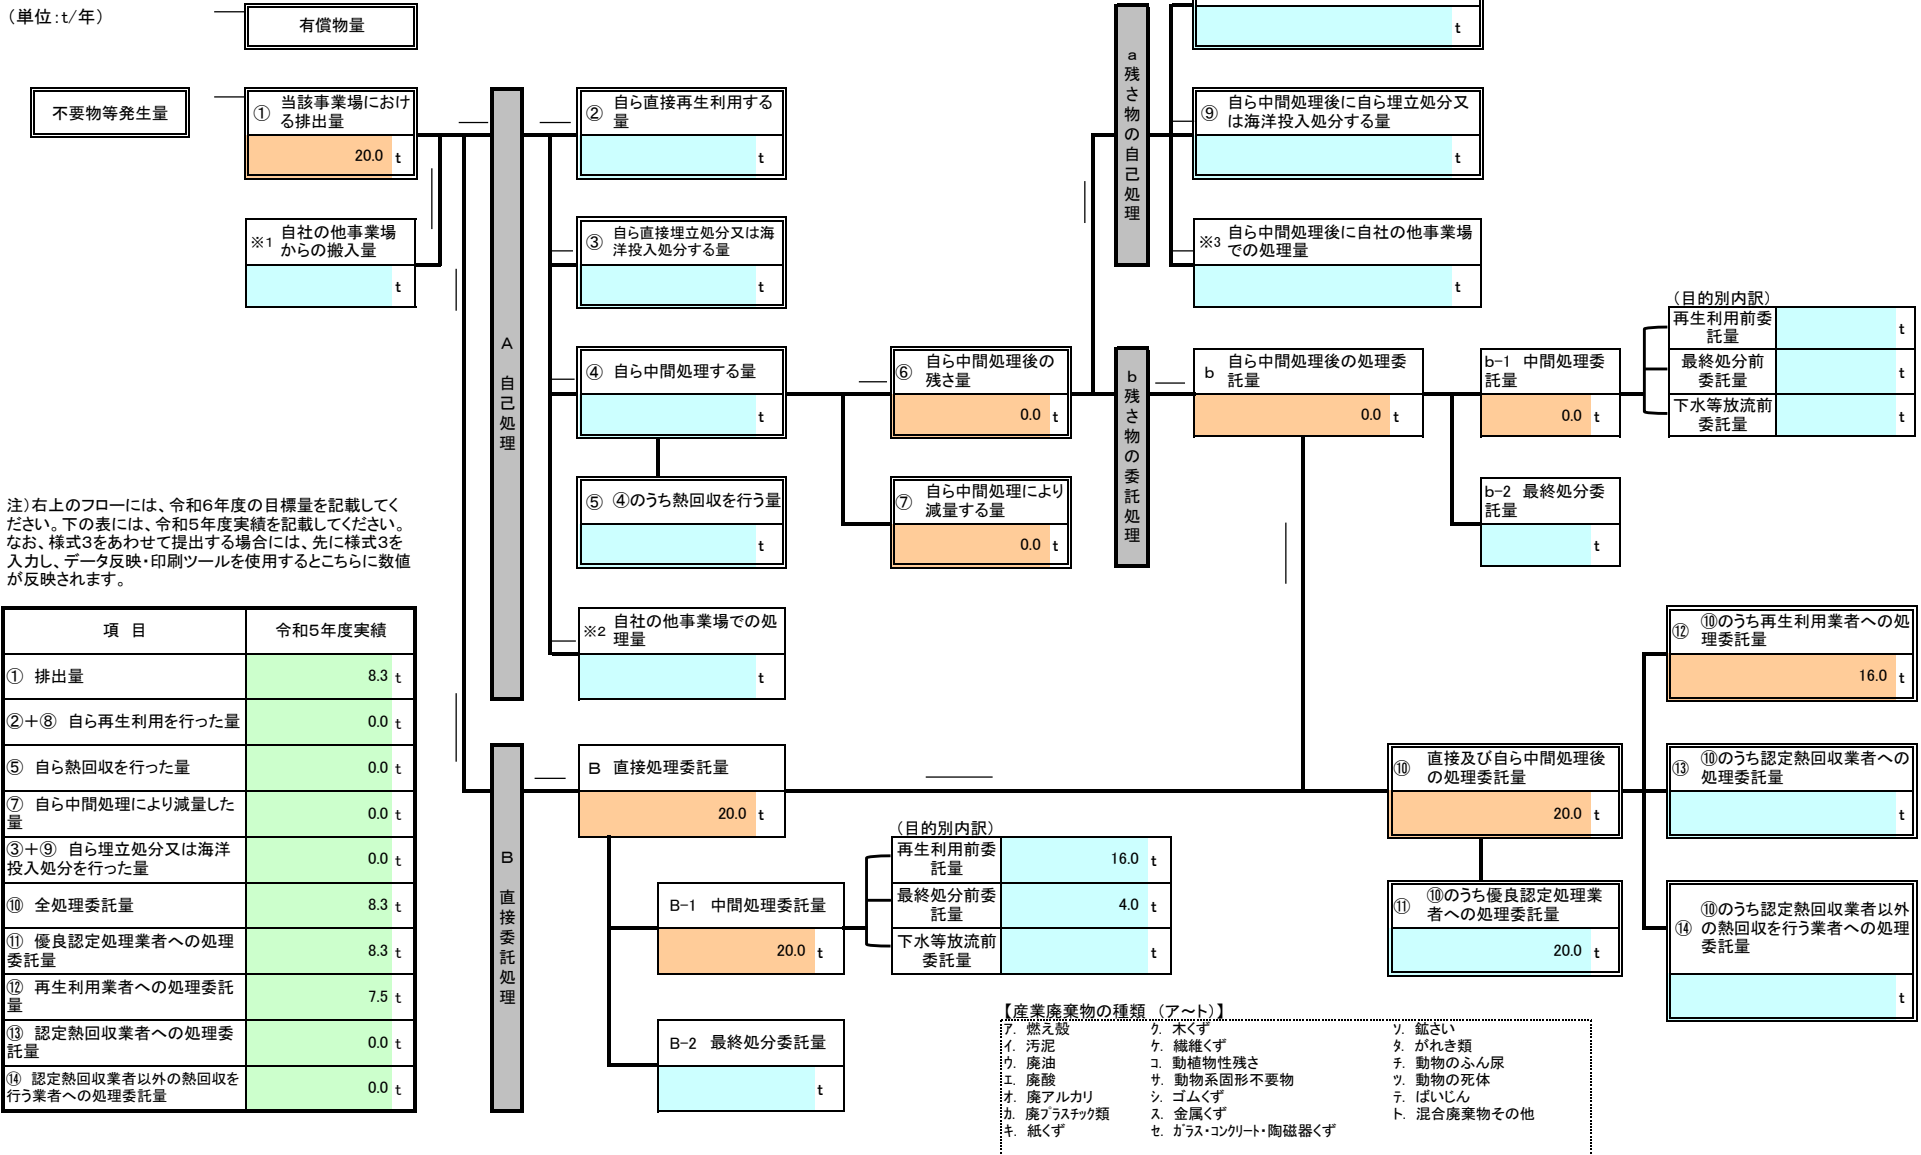 （単位:t/年）
有償物量
t
不要物等発生量
① 当該事業場におけ
る排出量
20.0 t
※1 自社の他事業場
からの搬入量
t
A 自己処理
② 自ら直接再生利用する
量
t
③ 自ら直接埋立処分又は海
洋投入処分する量
t
④ 自ら中間処理する量
t
⑤ ④のうち熱回収を行う量
t
※2 自社の他事業場での処
理量
t
⑥ 自ら中間処理後の
残さ量
0.0 t
⑦ 自ら中間処理により
減量する量
0.0 t
a 残さ物の自己処理
⑨ 自ら中間処理後に自ら埋立処分又
は海洋投入処分する量
t
※3 自ら中間処理後に自社の他事業場
での処理量
t
b 残さ物の委託処理
b 自ら中間処理後の処理委
託量
0.0 t
b-1 中間処理委
託量
0.0 t
（目的別内訳）
再生利用前委
託量
t
最終処分前
委託量
t
下水等放流前
委託量
t
b-2 最終処分委
託量
t
注）右上のフローには、令和6年度の目標量を記載してく
ださい。下の表には、令和5年度実績を記載してください。
なお、様式3をあわせて提出する場合には、先に様式3を
入力し、データ反映・印刷ツールを使用するとこちらに数値
が反映されます。
項 目 令和5年度実績
① 排出量 8.3 t
②+⑧ 自ら再生利用を行った量 0.0 t
⑤ 自ら熱回収を行った量 0.0 t
⑦ 自ら中間処理により減量した
量 0.0 t
③+⑨ 自ら埋立処分又は海洋
投入処分を行った量 0.0 t
⑩ 全処理委託量 8.3 t
⑪ 優良認定処理業者への処理
委託量 8.3 t
⑫ 再生利用業者への処理委託
量 7.5 t
⑬ 認定熱回収業者への処理委
託量 0.0 t
⑭ 認定熱回収業者以外の熱回収を
行う業者への処理委託量 0.0 t
B 直接委託処理
B 直接処理委託量
20.0 t
B-1 中間処理委託量
20.0 t
（目的別内訳）
再生利用前委
託量
16.0 t
最終処分前委
託量
4.0 t
下水等放流前
委託量
t
B-2 最終処分委託量
t
⑩ 直接及び自ら中間処理後
の処理委託量
20.0 t
⑪ ⑩のうち優良認定処理業
者への処理委託量
20.0 t
⑫ ⑩のうち再生利用業者への処
理委託量
16.0 t
⑬ ⑩のうち認定熱回収業者への
処理委託量
t
⑭ ⑩のうち認定熱回収業者以外
の熱回収を行う業者への処理
委託量
t
【産業廃棄物の種類 （ア～ト）】
ア. 燃え殻
イ. 汚泥
ウ. 廃油
エ. 廃酸
オ. 廃アルカリ
カ. 廃プラスチック類
キ. 紙くず
ク. 木くず
ケ. 繊維くず
コ. 動植物性残さ
サ. 動物系固形不要物
シ. ゴムくず
ス. 金属くず
セ. ガラス・コンクリート・陶磁器くず
ソ. 鉱さい
タ. がれき類
チ. 動物のふん尿
ツ. 動物の死体
テ. ばいじん
ト. 混合廃棄物その他